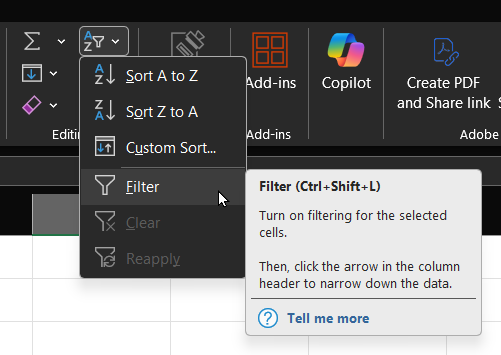 Sort A to Z
Sort Z to A
Custom Sort...
Filter
Clear
Reapply
Editin
Add-ins
Add-ins
Copilot
Create PDF
and Share link
Adobe
Filter (Ctrl+Shift+L)
Turn on filtering for the selected
cells.
Then, click the arrow in the column
header to narrow down the data.
Tell me more